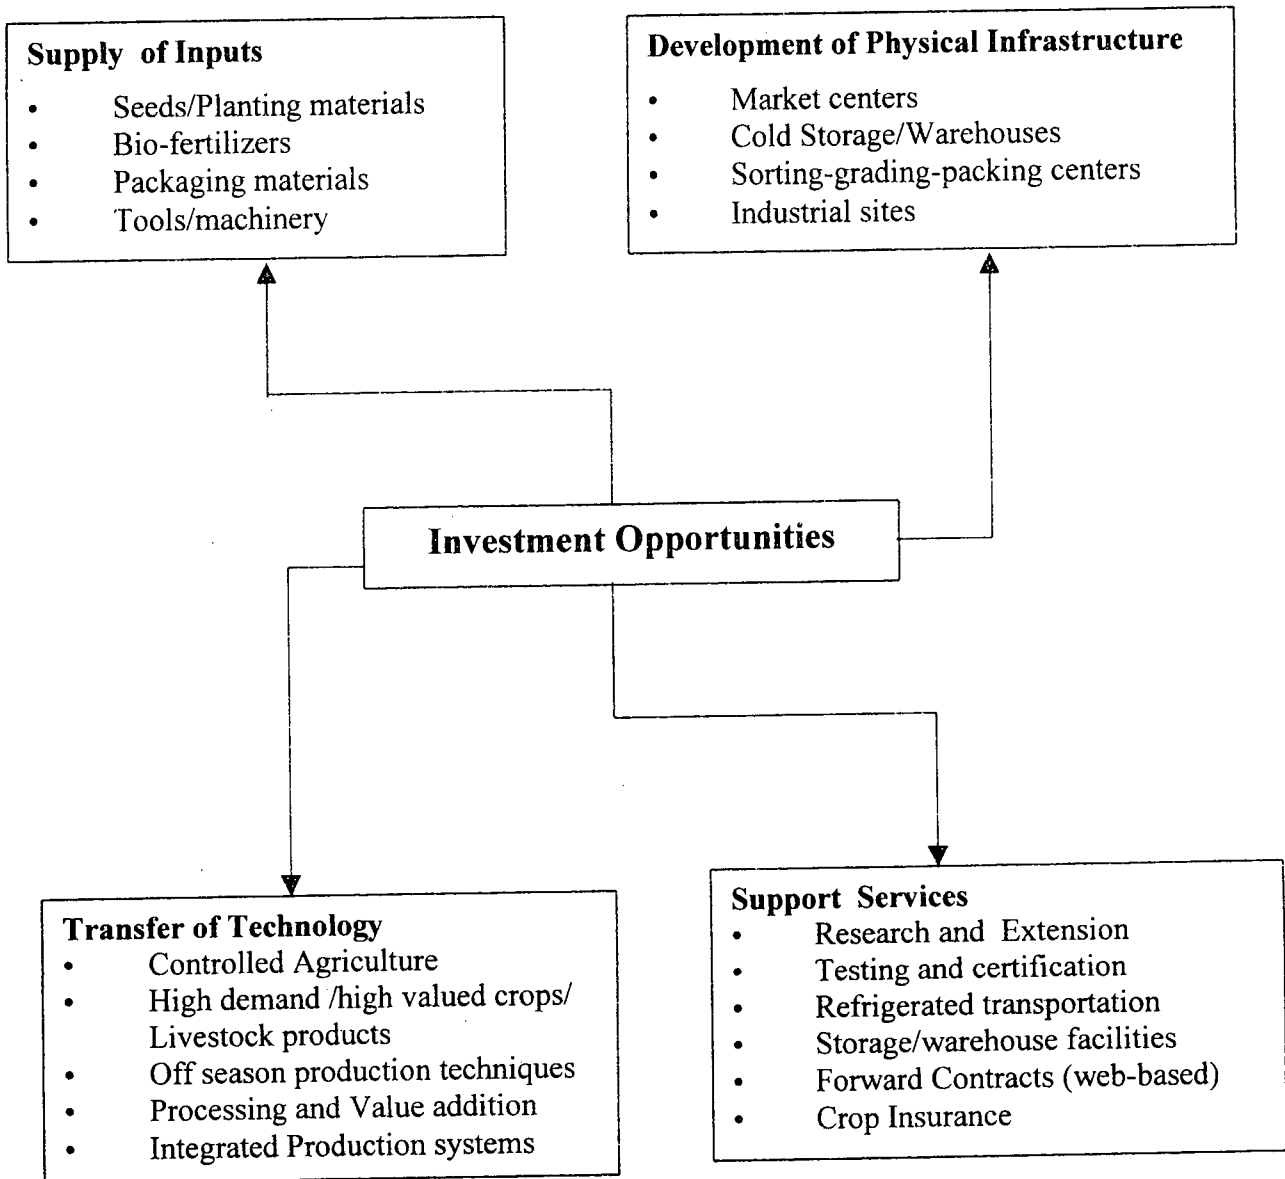 Supply of Inputs
• Seeds/Planting materials
• Bio-fertilizers
• Packaging materials
• Tools/machinery
Development of Physical Infrastructure
• Market centers
• Cold Storage/Warehouses
• Sorting-grading-packing centers
• Industrial sites
Investment Opportunities
Transfer of Technology
• Controlled Agriculture
• High demand /high valued crops/
Livestock products
• Off season production techniques
• Processing and Value addition
• Integrated Production systems
Support Services
• Research and Extension
• Testing and certification
• Refrigerated transportation
• Storage/warehouse facilities
• Forward Contracts (web-based)
• Crop Insurance